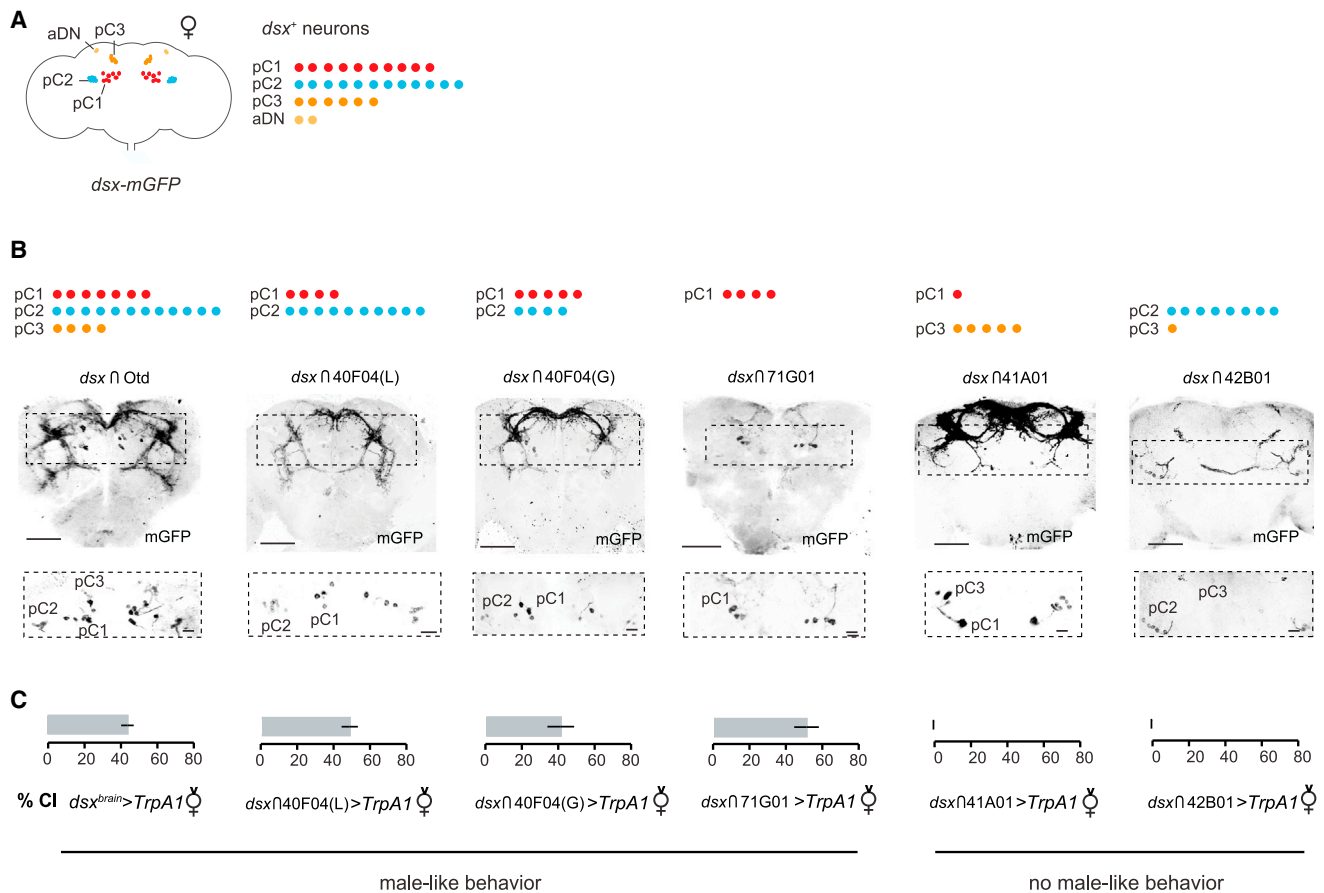 A
aDN pC3 ♀ dsx⁺ neurons
pC2
pC1
pC1
pC2
pC3
aDN
dsx-mGFP
B
pC1 pC1 pC1 pC1 pC1
pC2 pC2 pC2 pC2
pC3 pC3 pC3
dsx ∩ Otd dsx ∩ 40F04(L) dsx ∩ 40F04(G) dsx ∩ 71G01 dsx ∩ 41A01 dsx ∩ 42B01
mGFP mGFP mGFP mGFP mGFP mGFP
pC3 pC2 pC1
pC2 pC1
pC2 pC1
pC1
pC3 pC1
pC3 pC2
C
0 20 40 60 80 0 20 40 60 80 0 20 40 60 80 0 20 40 60 80 0 20 40 60 80 0 20 40 60 80
% CI dsxᵇʳᵃⁱⁿ>TrpA1 ♀ dsx∩40F04(L)>TrpA1 ♀ dsx∩40F04(G)>TrpA1 ♀ dsx∩71G01>TrpA1 ♀ dsx∩41A01>TrpA1 ♀ dsx∩42B01>TrpA1 ♀
male-like behavior no male-like behavior